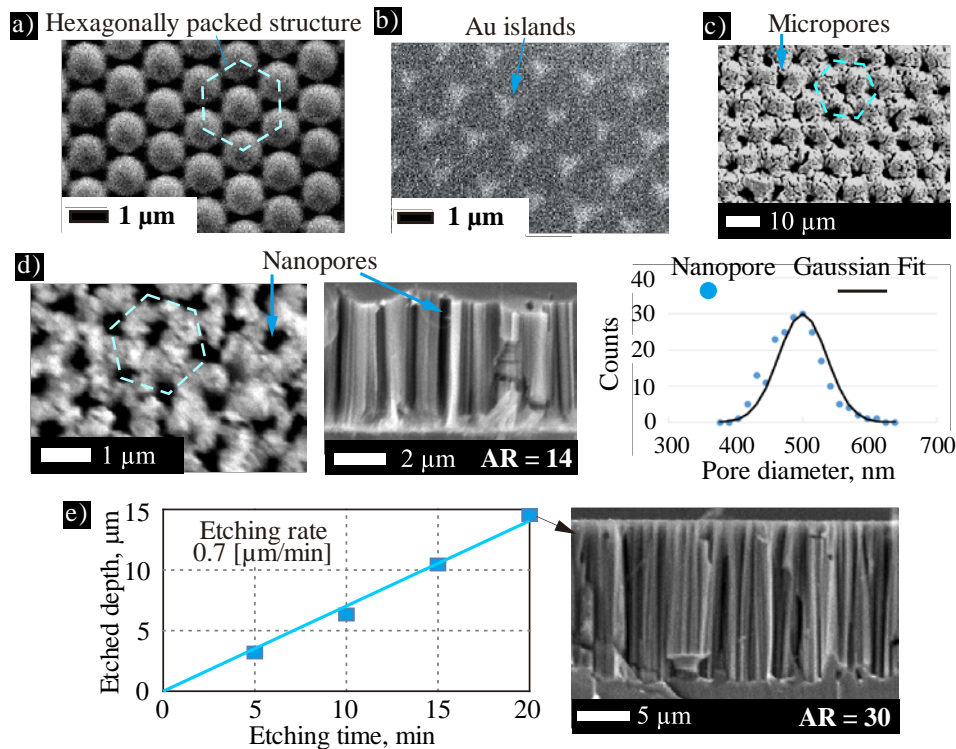 a)
Hexagonally packed structure
1 µm
b)
Au islands
1 µm
c)
Micropores
10 µm
d)
Nanopores
1 µm
2 µm
AR = 14
Nanopore
Gaussian Fit
Counts
40
30
20
10
0
300
400
500
600
700
Pore diameter, nm
e)
Etching rate
0.7 [µm/min]
Etched depth, µm
15
10
5
0
0
5
10
15
20
Etching time, min
5 µm
AR = 30